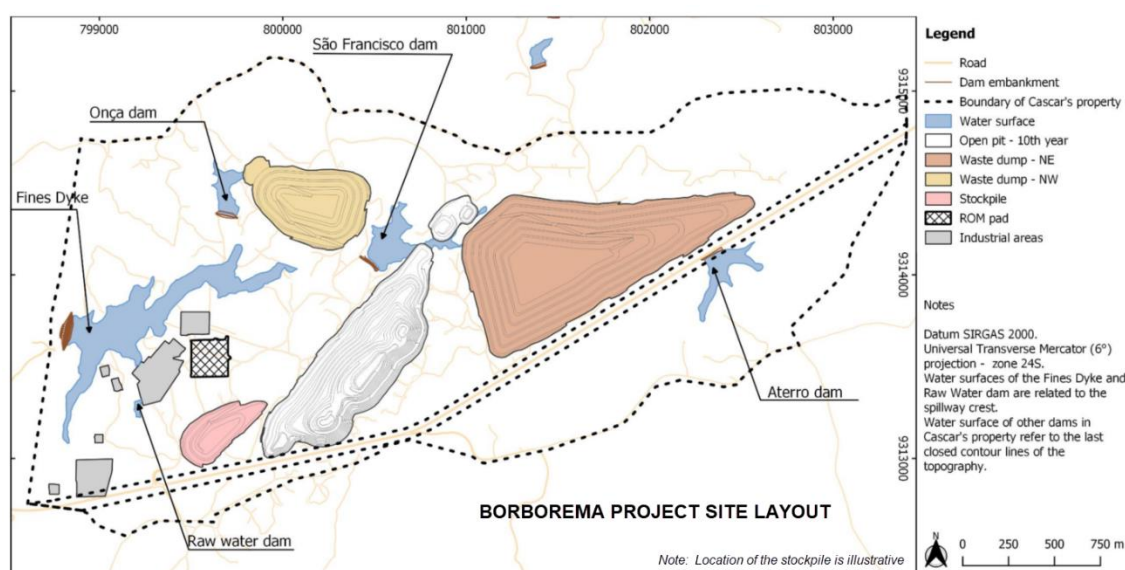 799000
800000
801000
802000
803000
São Francisco dam
Onça dam
Fines Dyke
Aterro dam
Raw water dam
9315000
9314000
9313000
BORBOREMA PROJECT SITE LAYOUT
Note: Location of the stockpile is illustrative
Legend
Road
Dam embankment
Boundary of Cascar's property
Water surface
Open pit - 10th year
Waste dump - NE
Waste dump - NW
Stockpile
ROM pad
Industrial areas
Notes
Datum SIRGAS 2000.
Universal Transverse Mercator (6°)
projection - zone 24S.
Water surfaces of the Fines Dyke and
Raw Water dam are related to the
spillway crest.
Water surface of other dams in
Cascar's property refer to the last
closed contour lines of the
topography.
N
0 250 500 750 m
799000
800000
801000
802000
803000